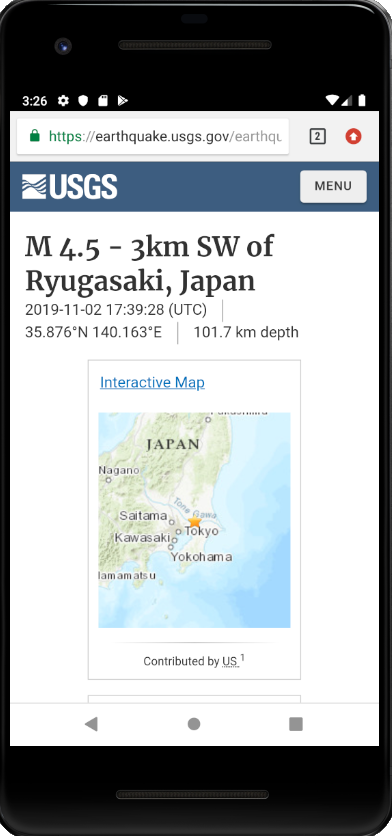 3:26
https://earthquake.usgs.gov/earthqu
2
USGS
MENU
M 4.5 - 3km SW of
Ryugasaki, Japan
2019-11-02 17:39:28 (UTC)
35.876°N 140.163°E
101.7 km depth
Interactive Map
Fukushima
JAPAN
Nagano
Tone Gawa
Saitama
Tokyo
Kawasaki
Yokohama
lamamatsu
Contributed by US 1